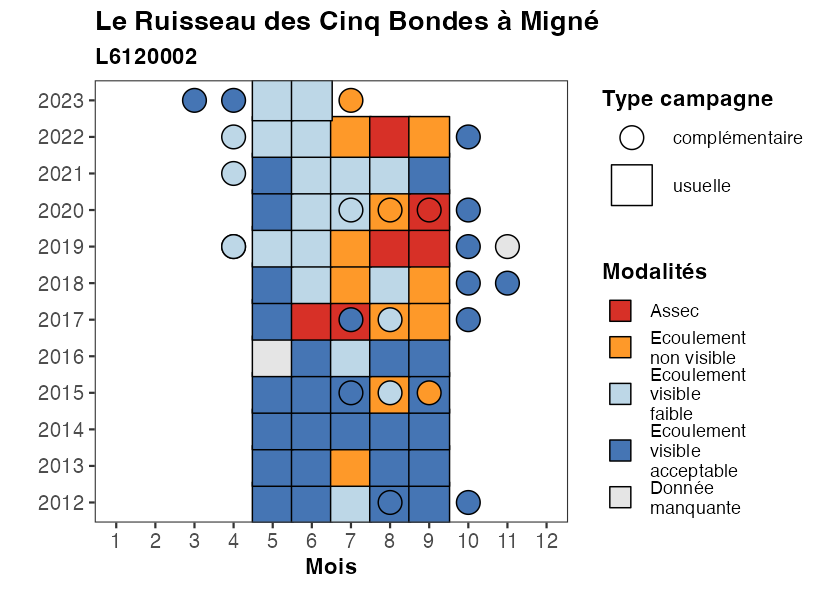 Le Ruisseau des Cinq Bondes à Migné
L6120002
2023
2022
2021
2020
2019
2018
2017
2016
2015
2014
2013
2012
1 2 3 4 5 6 7 8 9 10 11 12
Mois
Type campagne
complémentaire
usuelle
Modalités
Assec
Ecoulement
non visible
Ecoulement
visible
faible
Ecoulement
visible
acceptable
Donnée
manquante